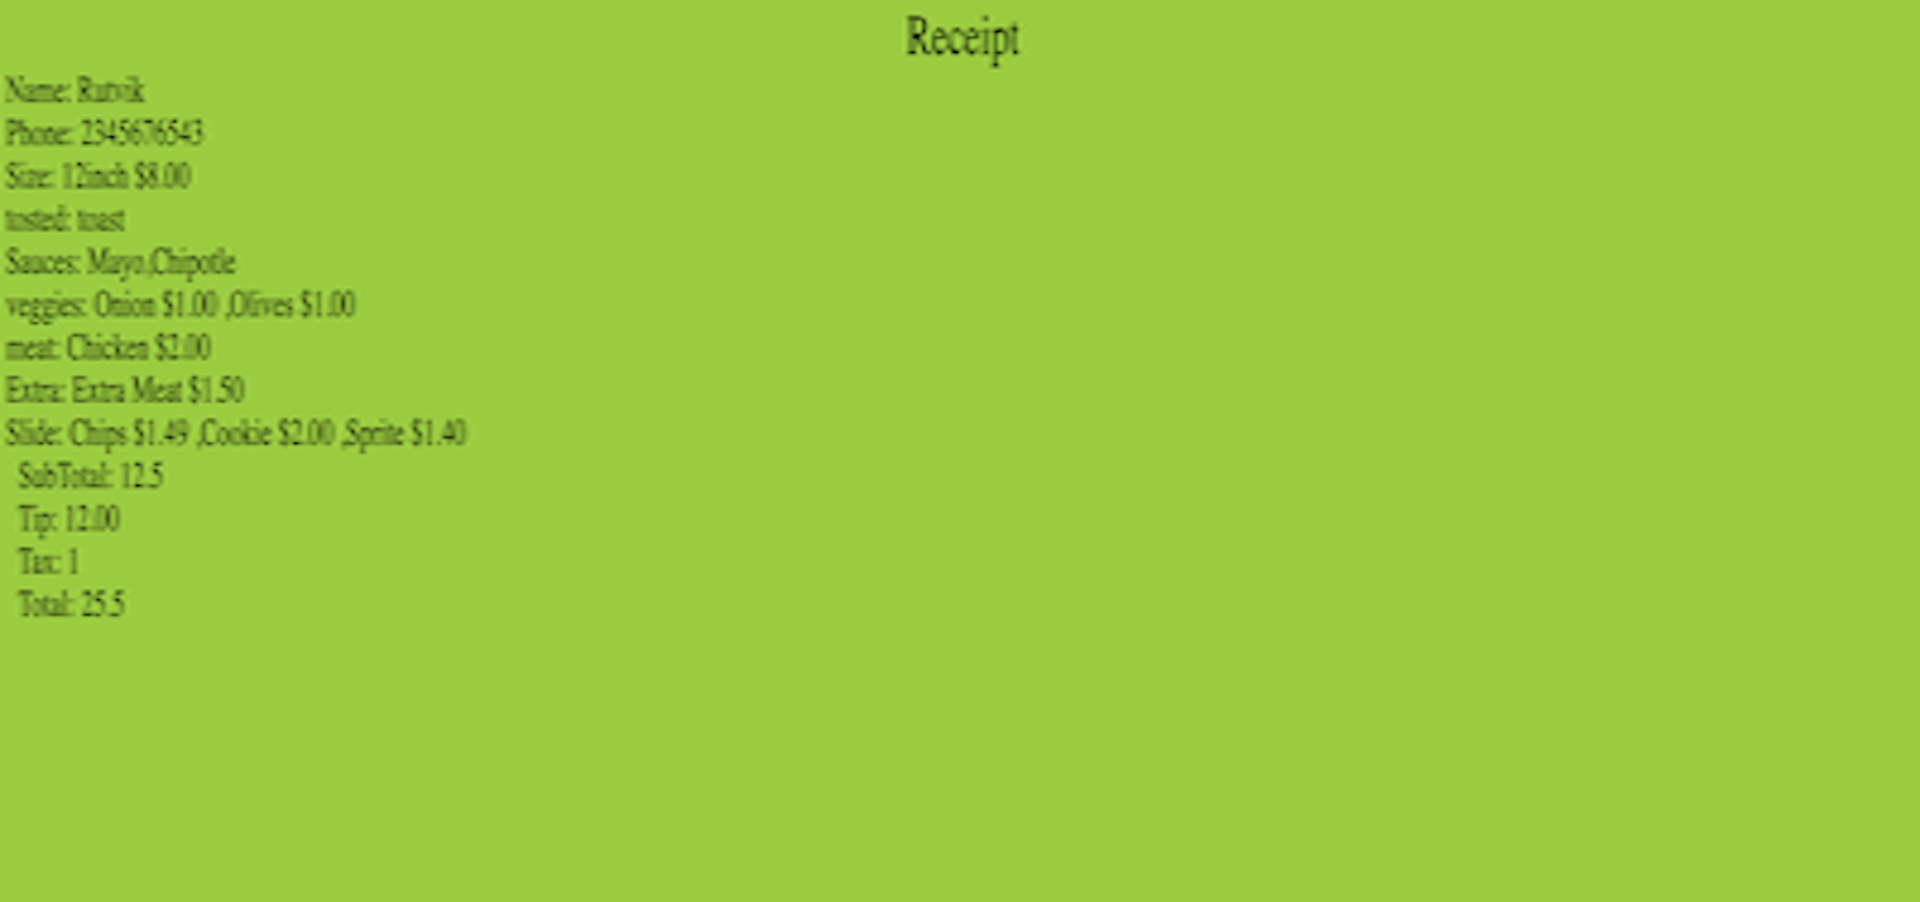 Receipt
Name: Rutvik
Phone: 2345676543
Size: 12inch $8.00
tosted: toast
Sauces: Mayo,Chipotle
veggies: Onion $1.00 ,Olives $1.00
meat: Chicken $2.00
Extra: Extra Meat $1.50
Slide: Chips $1.49 ,Cookie $2.00 ,Sprite $1.40
SubTotal: 12.5
Tip: 12.00
Tax: 1
Total: 25.5